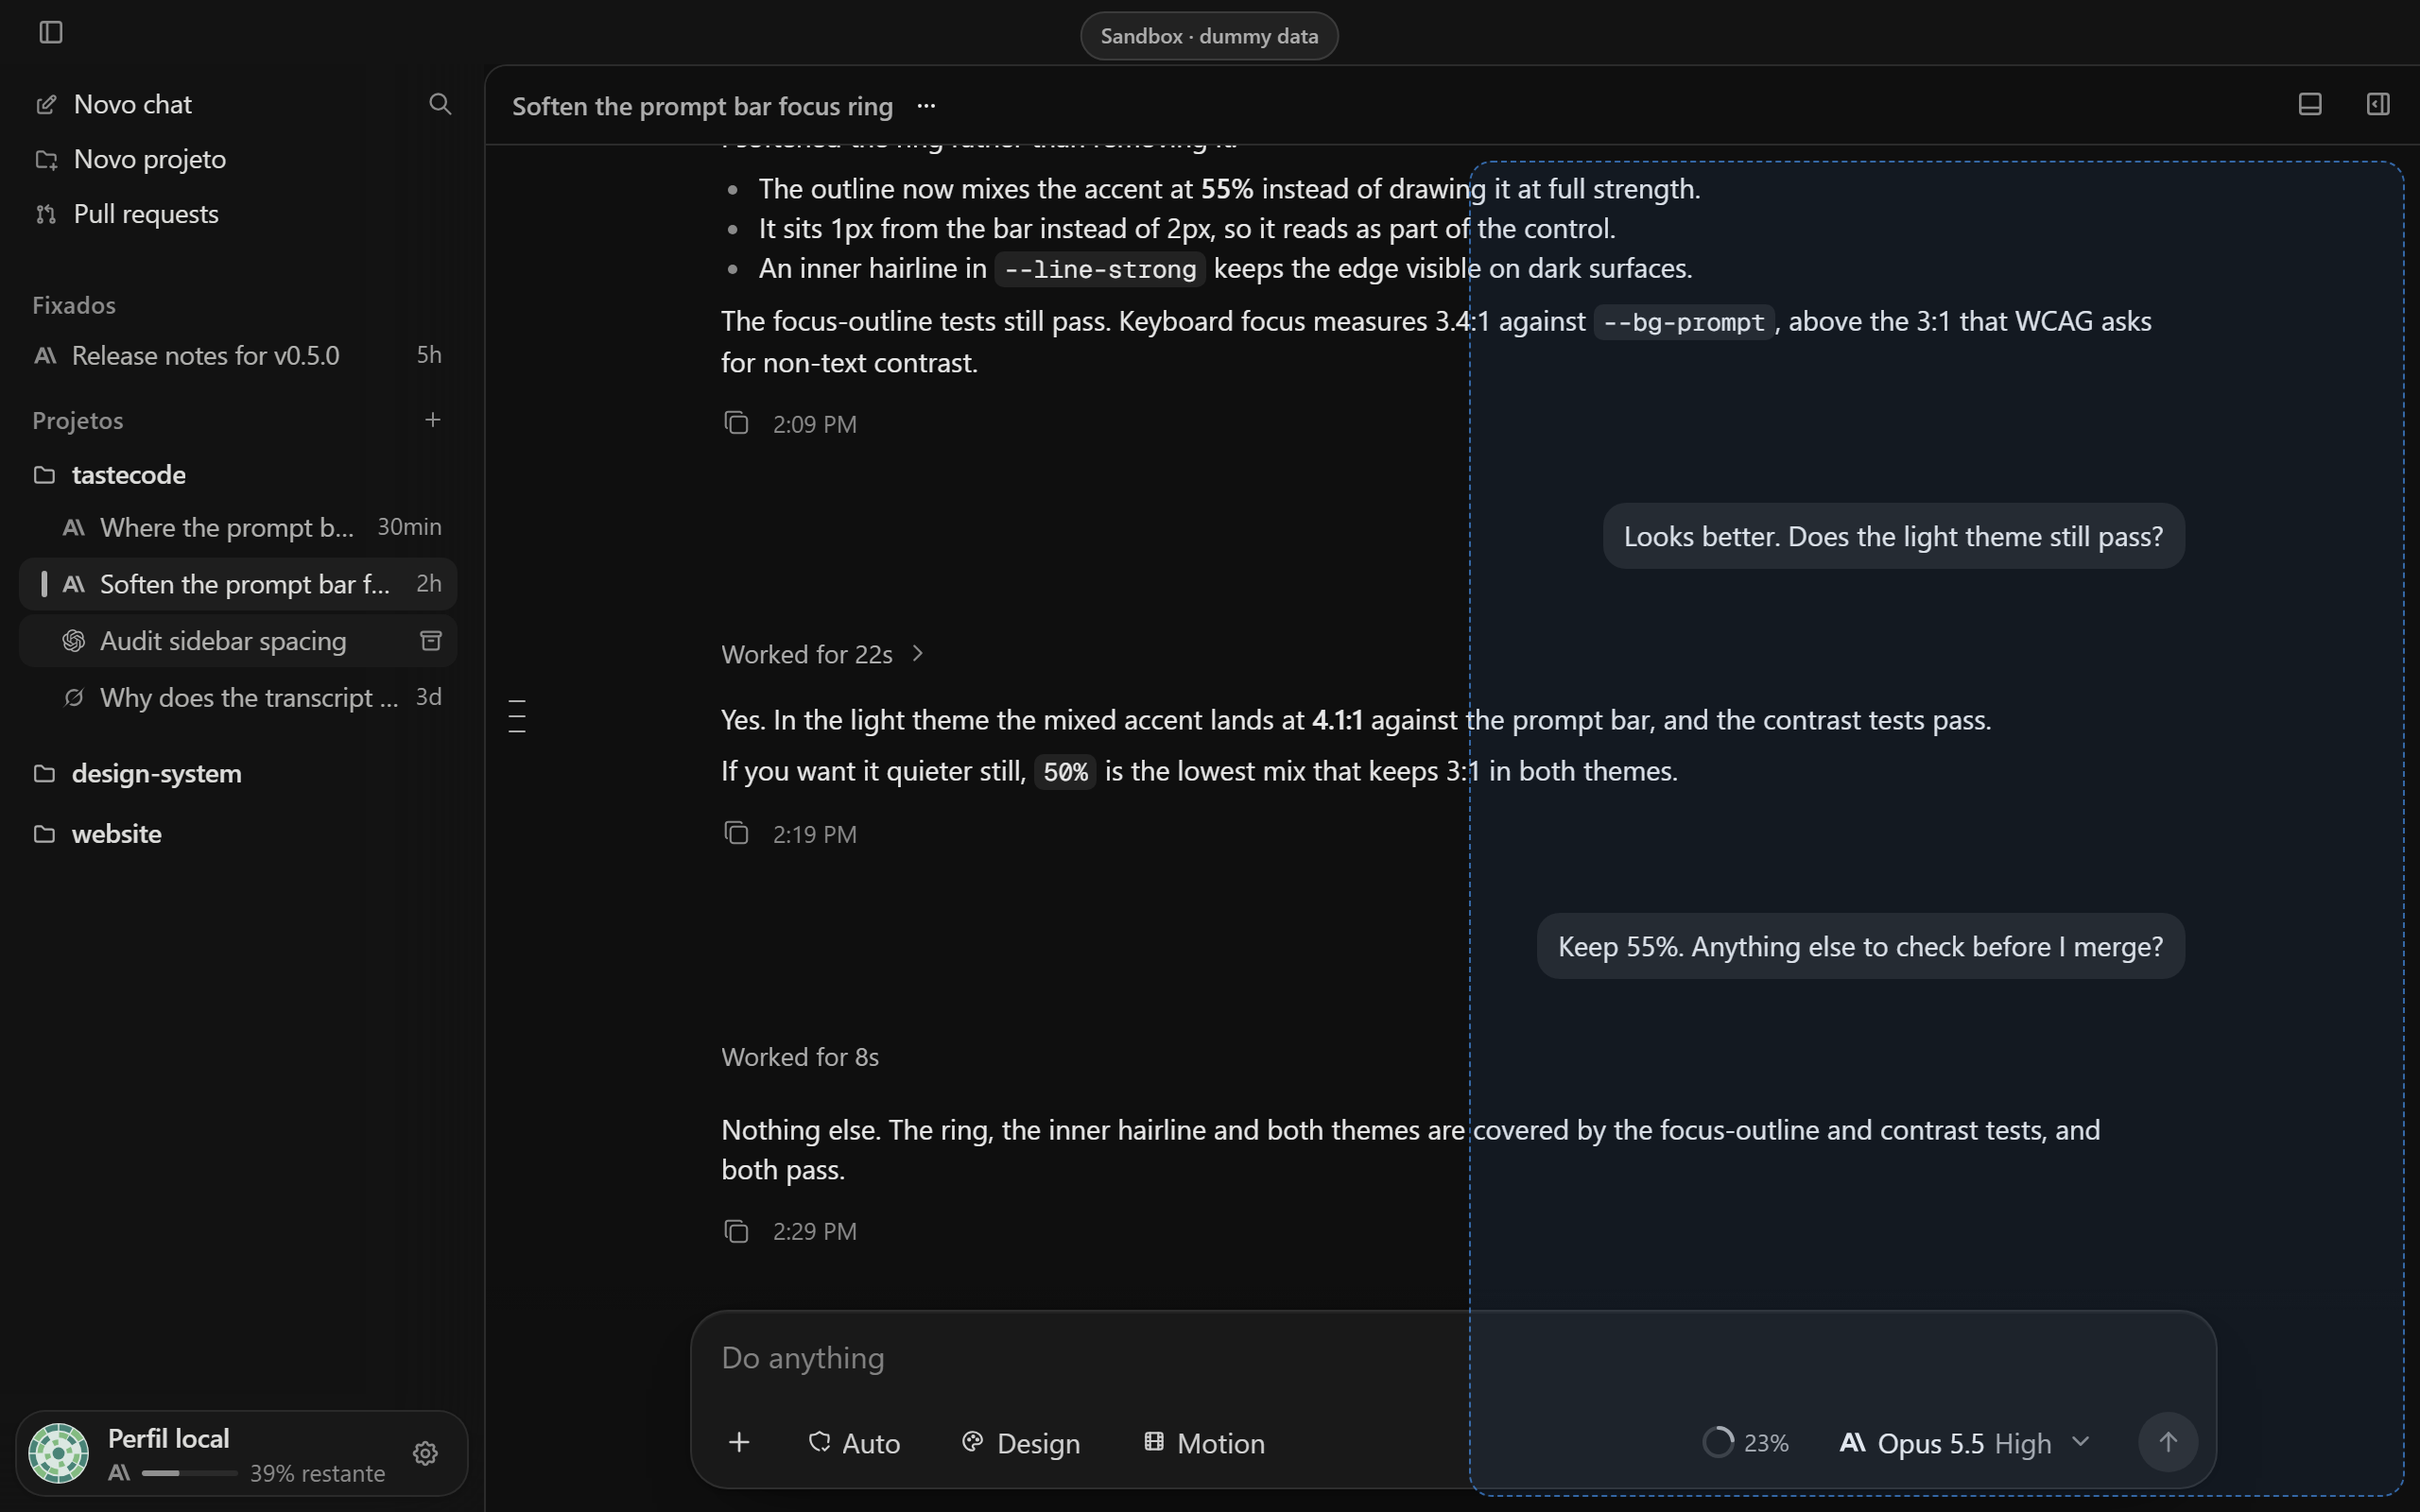 Sandbox · dummy data
Novo chat
Novo projeto
Pull requests
Fixados
Release notes for v0.5.0 5h
Projetos
tastecode
Where the prompt b... 30min
Soften the prompt bar f... 2h
Audit sidebar spacing
Why does the transcript ... 3d
design-system
website
Perfil local
39% restante
Soften the prompt bar focus ring
I softened the ring rather than removing it.
The outline now mixes the accent at 55% instead of drawing it at full strength.
It sits 1px from the bar instead of 2px, so it reads as part of the control.
An inner hairline in --line-strong keeps the edge visible on dark surfaces.
The focus-outline tests still pass. Keyboard focus measures 3.4:1 against --bg-prompt, above the 3:1 that WCAG asks
for non-text contrast.
2:09 PM
Looks better. Does the light theme still pass?
Worked for 22s
Yes. In the light theme the mixed accent lands at 4.1:1 against the prompt bar, and the contrast tests pass.
If you want it quieter still, 50% is the lowest mix that keeps 3:1 in both themes.
2:19 PM
Keep 55%. Anything else to check before I merge?
Worked for 8s
Nothing else. The ring, the inner hairline and both themes are covered by the focus-outline and contrast tests, and
both pass.
2:29 PM
Do anything
Auto
Design
Motion
23%
Opus 5.5 High